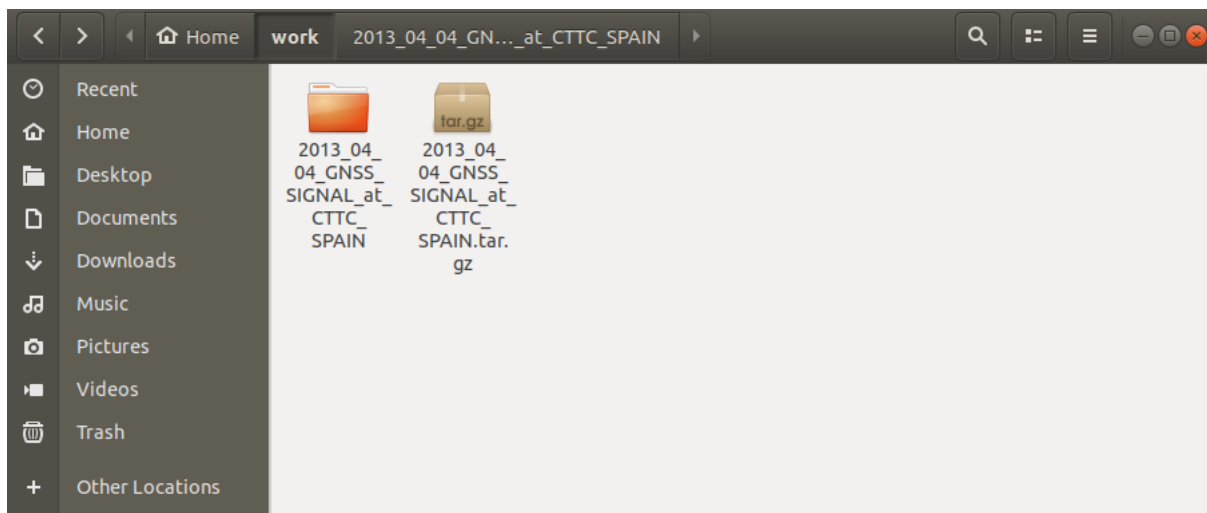 Home work 2013_04_04_GN..._at_CTTC_SPAIN
Recent
Home
Desktop
Documents
Downloads
Music
Pictures
Videos
Trash
Other Locations
2013_04_
04_GNSS_
SIGNAL_at_
CTTC_
SPAIN
tar.gz
2013_04_
04_GNSS_
SIGNAL_at_
CTTC_
SPAIN.tar.
gz